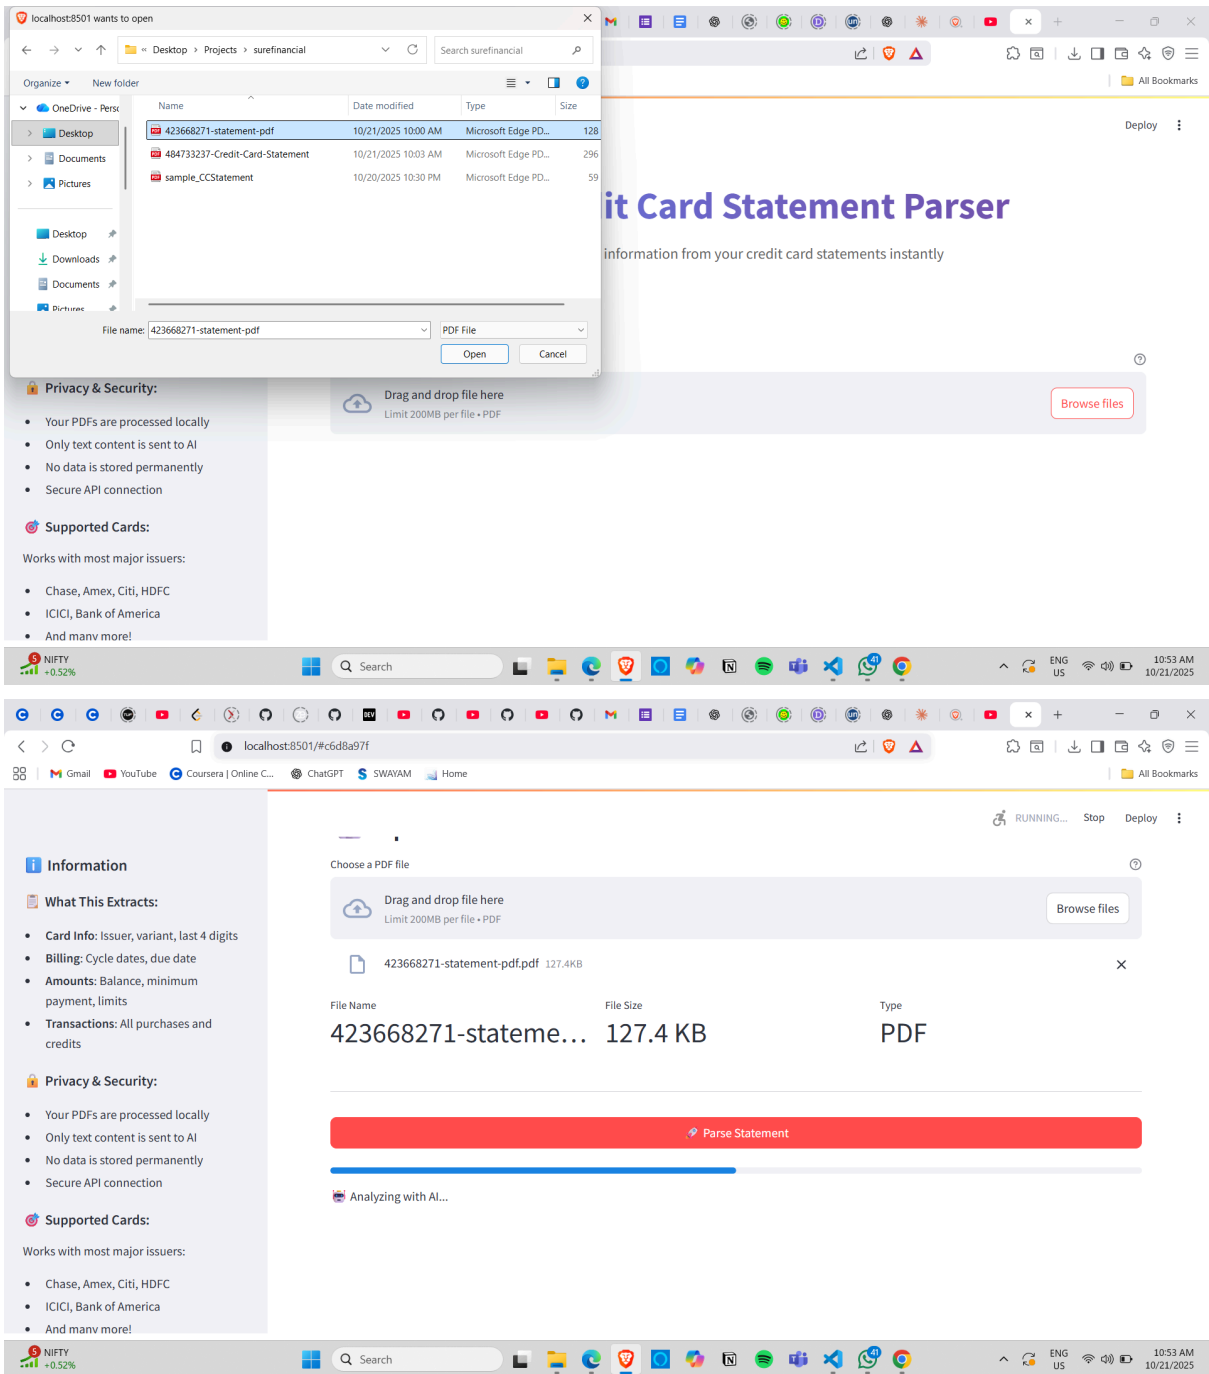 localhost:8501 wants to open
« Desktop > Projects > surefinancial
Search surefinancial
Organize
New folder
OneDrive - Perso
Desktop
Documents
Pictures
Desktop
Downloads
Documents
Pictures
Name Date modified Type Size
423668271-statement-pdf 10/21/2025 10:00 AM Microsoft Edge PD... 128
484733237-Credit-Card-Statement 10/21/2025 10:03 AM Microsoft Edge PD... 296
sample_CCStatement 10/20/2025 10:30 PM Microsoft Edge PD... 59
File name: 423668271-statement-pdf
PDF File
Open Cancel
All Bookmarks
Deploy
it Card Statement Parser
information from your credit card statements instantly
Drag and drop file here
Limit 200MB per file • PDF
Browse files
Privacy & Security:
• Your PDFs are processed locally
• Only text content is sent to AI
• No data is stored permanently
• Secure API connection
Supported Cards:
Works with most major issuers:
• Chase, Amex, Citi, HDFC
• ICICI, Bank of America
• And many more!
5
NIFTY
+0.52%
Search
41
ENG
US
10:53 AM
10/21/2025
DEV
localhost:8501/#c6d8a97f
Gmail YouTube Coursera | Online C... ChatGPT SWAYAM Home
All Bookmarks
RUNNING... Stop Deploy
Information
What This Extracts:
• Card Info: Issuer, variant, last 4 digits
• Billing: Cycle dates, due date
• Amounts: Balance, minimum
payment, limits
• Transactions: All purchases and
credits
Privacy & Security:
• Your PDFs are processed locally
• Only text content is sent to AI
• No data is stored permanently
• Secure API connection
Supported Cards:
Works with most major issuers:
• Chase, Amex, Citi, HDFC
• ICICI, Bank of America
• And many more!
Choose a PDF file
Drag and drop file here
Limit 200MB per file • PDF
Browse files
423668271-statement-pdf.pdf 127.4KB
File Name File Size Type
423668271-stateme... 127.4 KB PDF
Parse Statement
Analyzing with AI...
5
NIFTY
+0.52%
Search
41
ENG
US
10:53 AM
10/21/2025